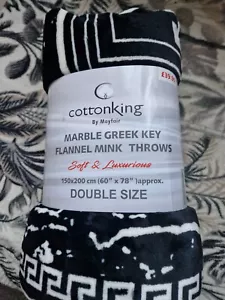 cottonking
By Mayfair
MARBLE GREEK KEY
FLANNEL MINK THROWS
Soft & Luxurious
150x200 cm (60" x 78") approx.
DOUBLE SIZE